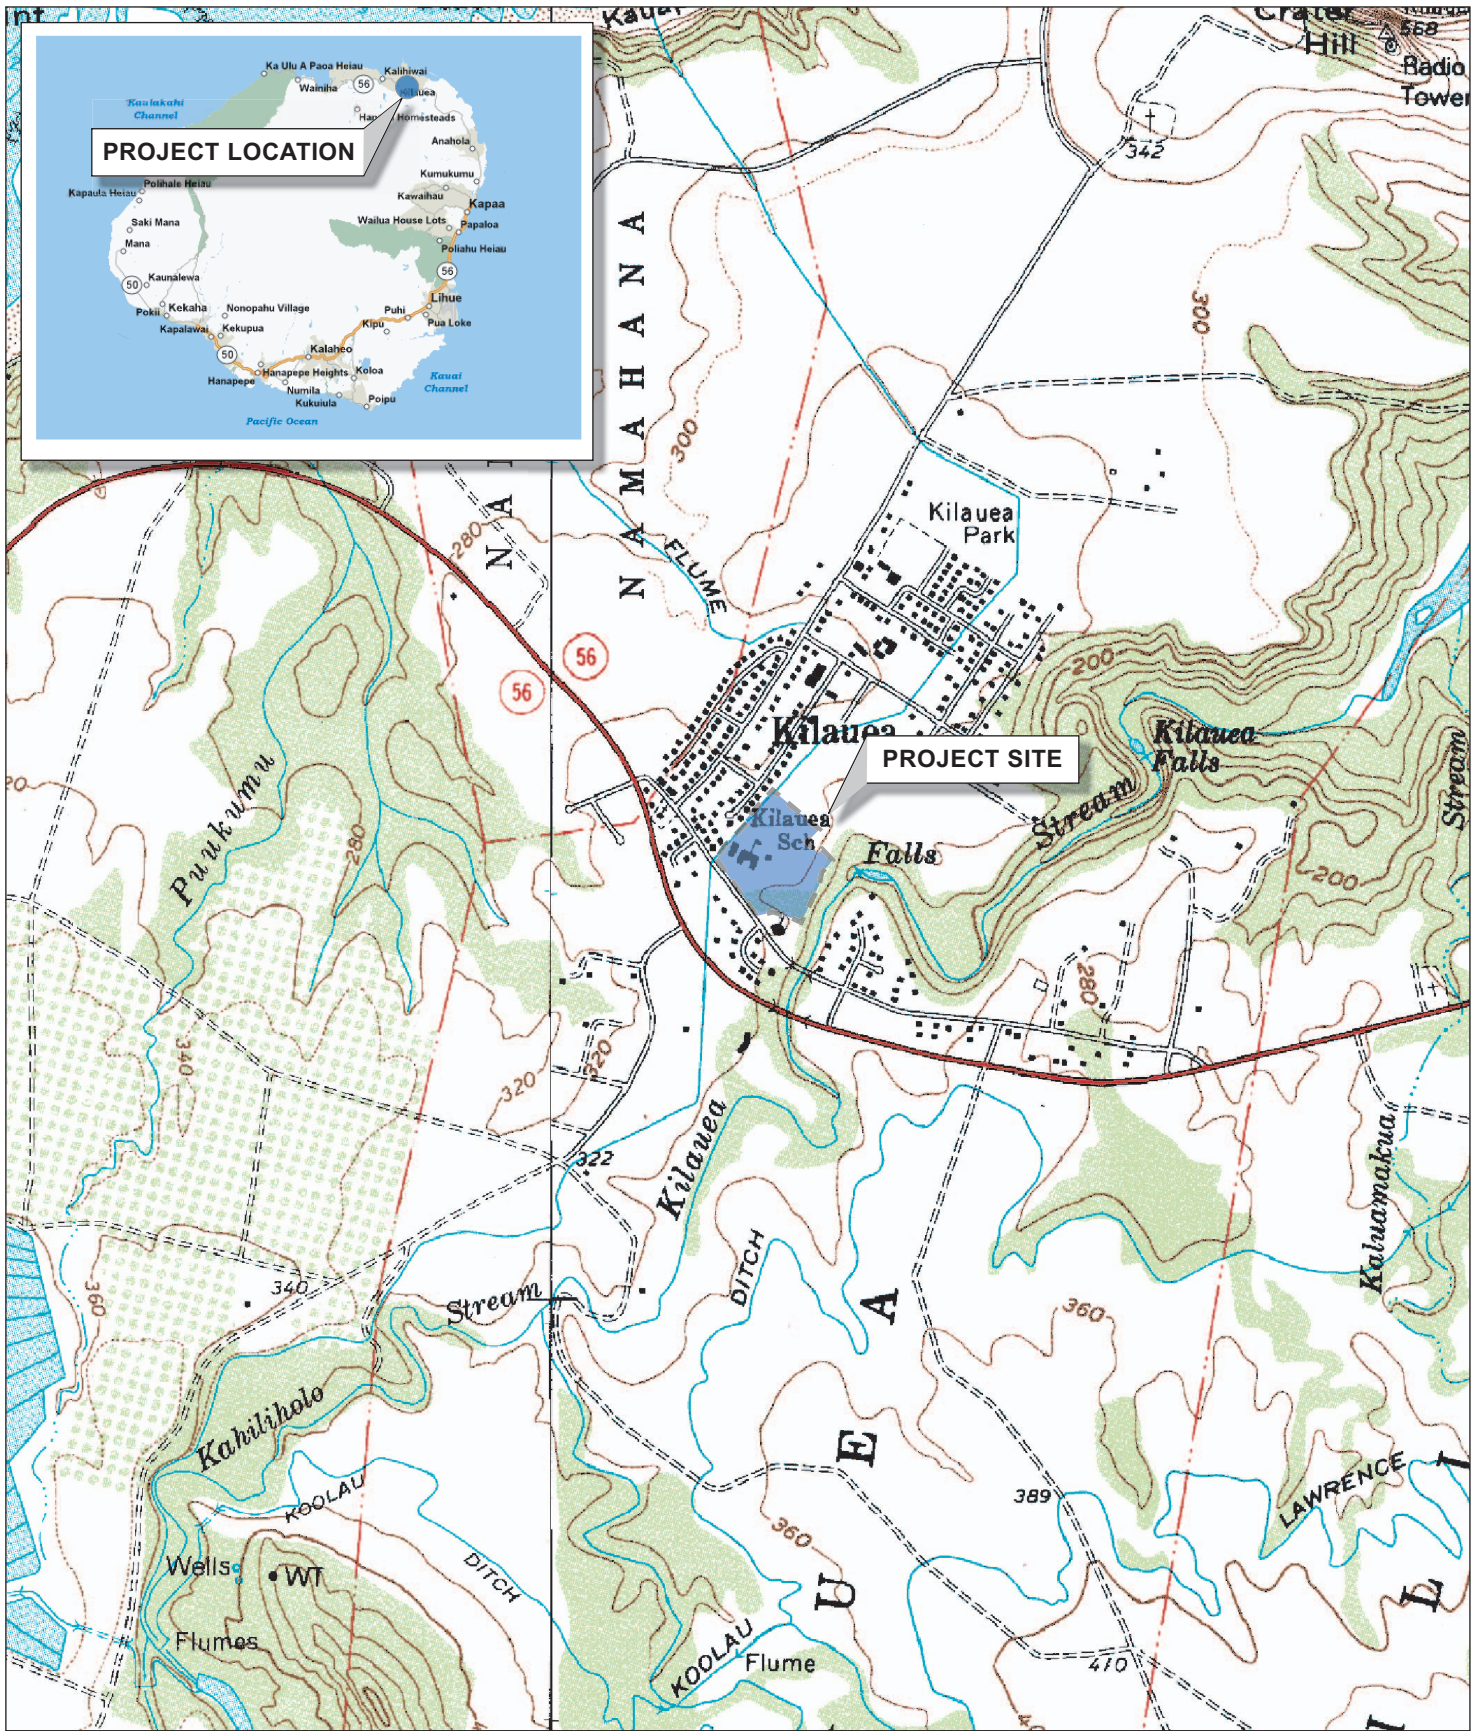 Kaulakahi
Channel
Ka Ulu A Paoa Heiau
Wainiha
56
Kalihiwai
Kilauea
Homesteads
PROJECT LOCATION
Anahola
Polihale Heiau
Kapaula Heiau
Kumukumu
Kawaihau
Kapaa
Saki Mana
Wailua House Lots
Papaloa
Mana
Poliahu Heiau
56
50
Kaunalewa
Lihue
Pokii
Kekaha
Nonopahu Village
Puhi
Pua Loke
Kapalawai
Kekupua
Kipu
50
Kalaheo
Hanapepe
Hanapepe Heights
Koloa
Kauai
Channel
Numila
Kukuiula
Poipu
Pacific Ocean
Crater
Hill
568
Radio
Tower
342
NAMAHANA
300
300
Kilauea
Park
280
FLUME
56
56
200
Kilauea
PROJECT SITE
Kilauea
Falls
Stream
Stream
Puukumu
280
Kilauea
Sch
Falls
200
280
340
320
320
322
Kilauea
Kaluamakua
DITCH
360
340
Stream
A
360
Kahiliholo
E
KOOLAU
DITCH
389
LAWRENCE
I
360
Wells
WT
U
L
Flumes
KOOLAU
Flume
410